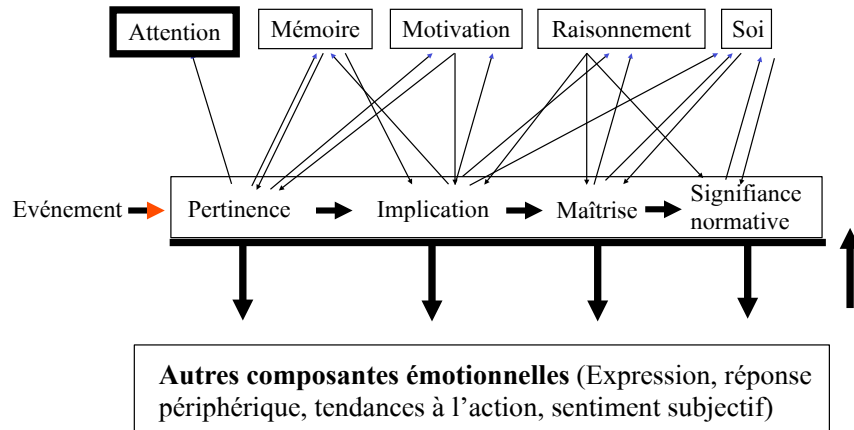 Attention
Mémoire
Motivation
Raisonnement
Soi
Evénement
Pertinence
Implication
Maîtrise
Signifiance
normative
Autres composantes émotionnelles (Expression, réponse
périphérique, tendances à l’action, sentiment subjectif)